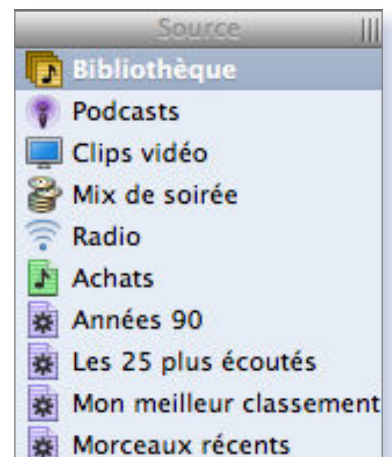 Source
Bibliothèque
Podcasts
Clips vidéo
Mix de soirée
Radio
Achats
Années 90
Les 25 plus écoutés
Mon meilleur classement
Morceaux récents